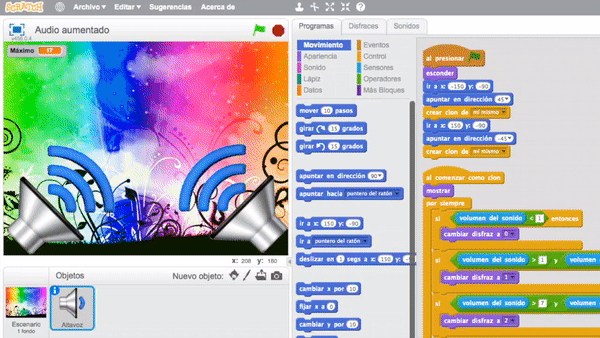 SCRATCH
Archivo▼ Editar▼ Sugerencias Acerca de
Audio aumentado
v456.0.4
Máximo 17
x: 208 y: 180
Objetos
Nuevo objeto:
Escenario
1 fondo
Altavoz
Programas Disfraces Sonidos
Movimiento Eventos
Apariencia Control
Sonido Sensores
Lápiz Operadores
Datos Más Bloques
mover 10 pasos
girar 15 grados
girar 15 grados
apuntar en dirección 90▼
apuntar hacia puntero del ratón▼
ir a x: 150 y: -90
ir a puntero del ratón▼
deslizar en 1 segs a x: 150 y:
cambiar x por 10
fijar x a 0
cambiar y por 10
al presionar
esconder
ir a x: -150 y: -90
apuntar en dirección 45▼
crear clon de mí mismo▼
ir a x: 150 y: -90
apuntar en dirección -45▼
crear clon de mí mismo▼
al comenzar como clon
mostrar
por siempre
si volumen del sonido < 1 entonces
cambiar disfraz a 0▼
si volumen del sonido > 1 y volumen
cambiar disfraz a 1▼
si volumen del sonido > 7 y volumen
cambiar disfraz a 2▼